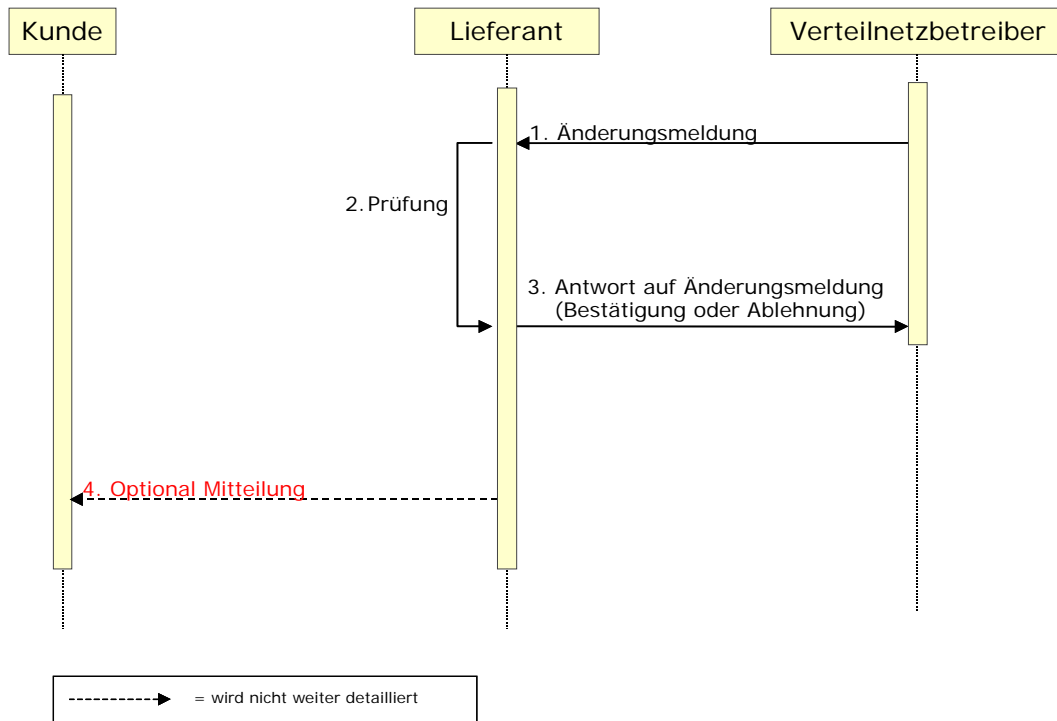 Kunde
Lieferant
Verteilnetzbetreiber
1. Änderungsmeldung
2. Prüfung
3. Antwort auf Änderungsmeldung
(Bestätigung oder Ablehnung)
4. Optional Mitteilung
= wird nicht weiter detailliert